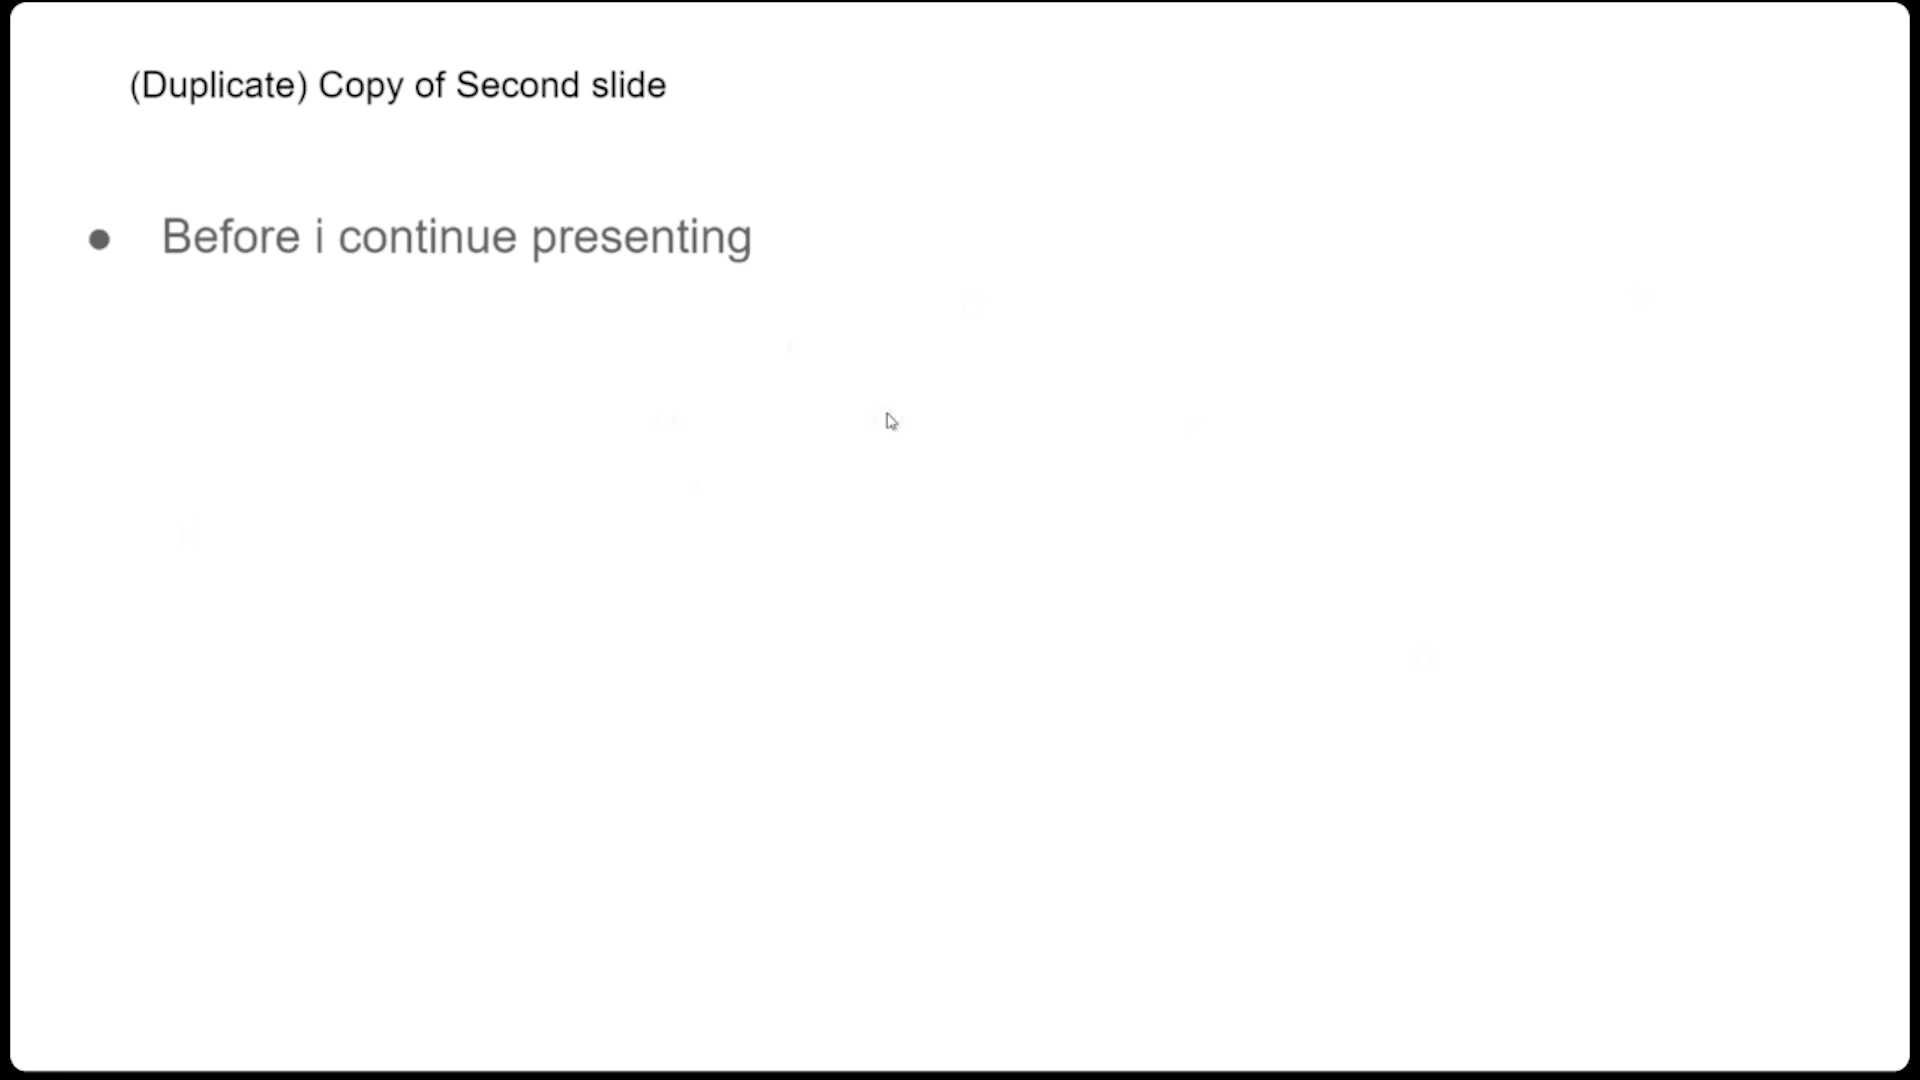 (Duplicate) Copy of Second slide
● Before i continue presenting